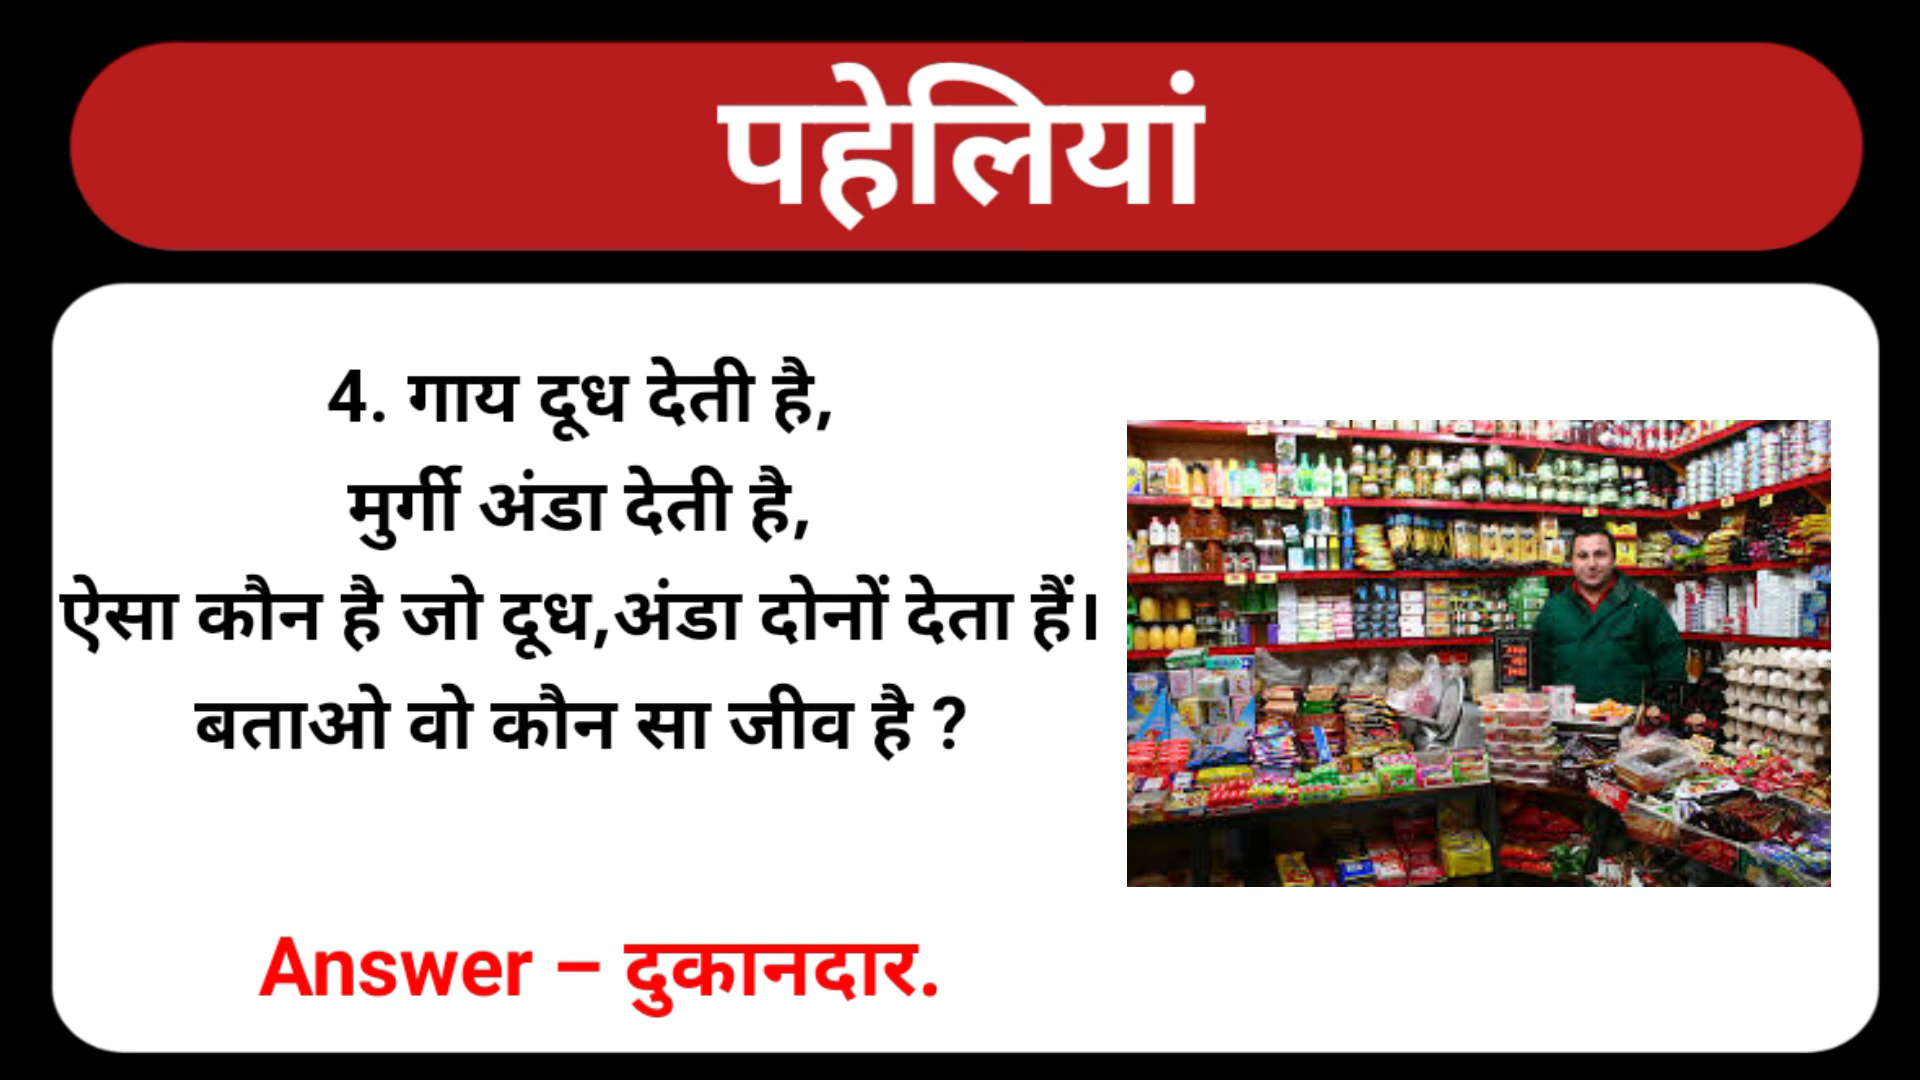 पहेलियां
4. गाय दूध देती है,
मुर्गी अंडा देती है,
ऐसा कौन है जो दूध,अंडा दोनों देता हैं।
बताओ वो कौन सा जीव है ?
Answer – दुकानदार.